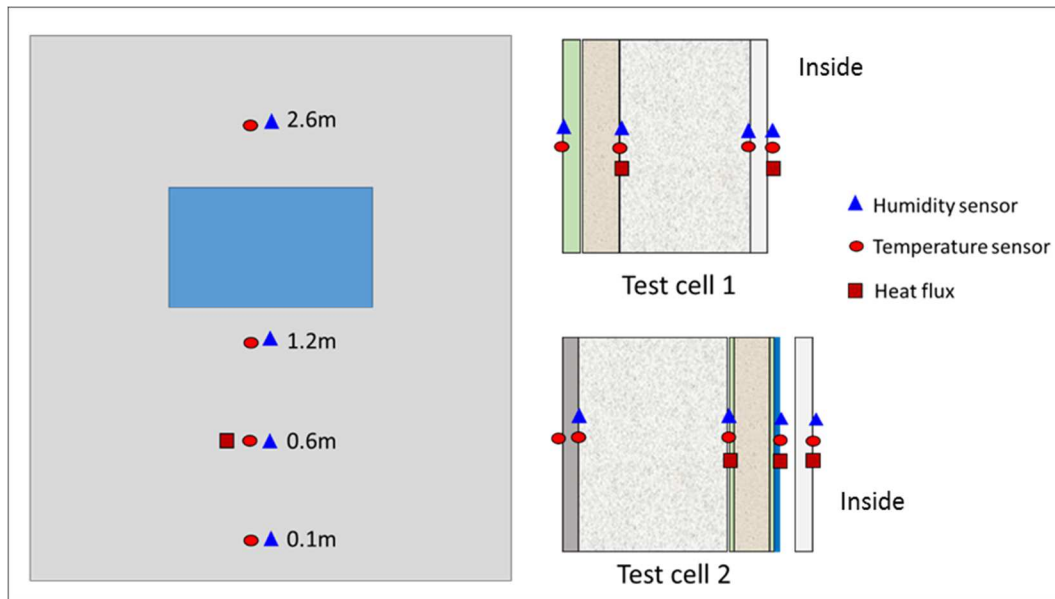 2.6m
1.2m
0.6m
0.1m
Inside
Test cell 1
Humidity sensor
Temperature sensor
Heat flux
Inside
Test cell 2